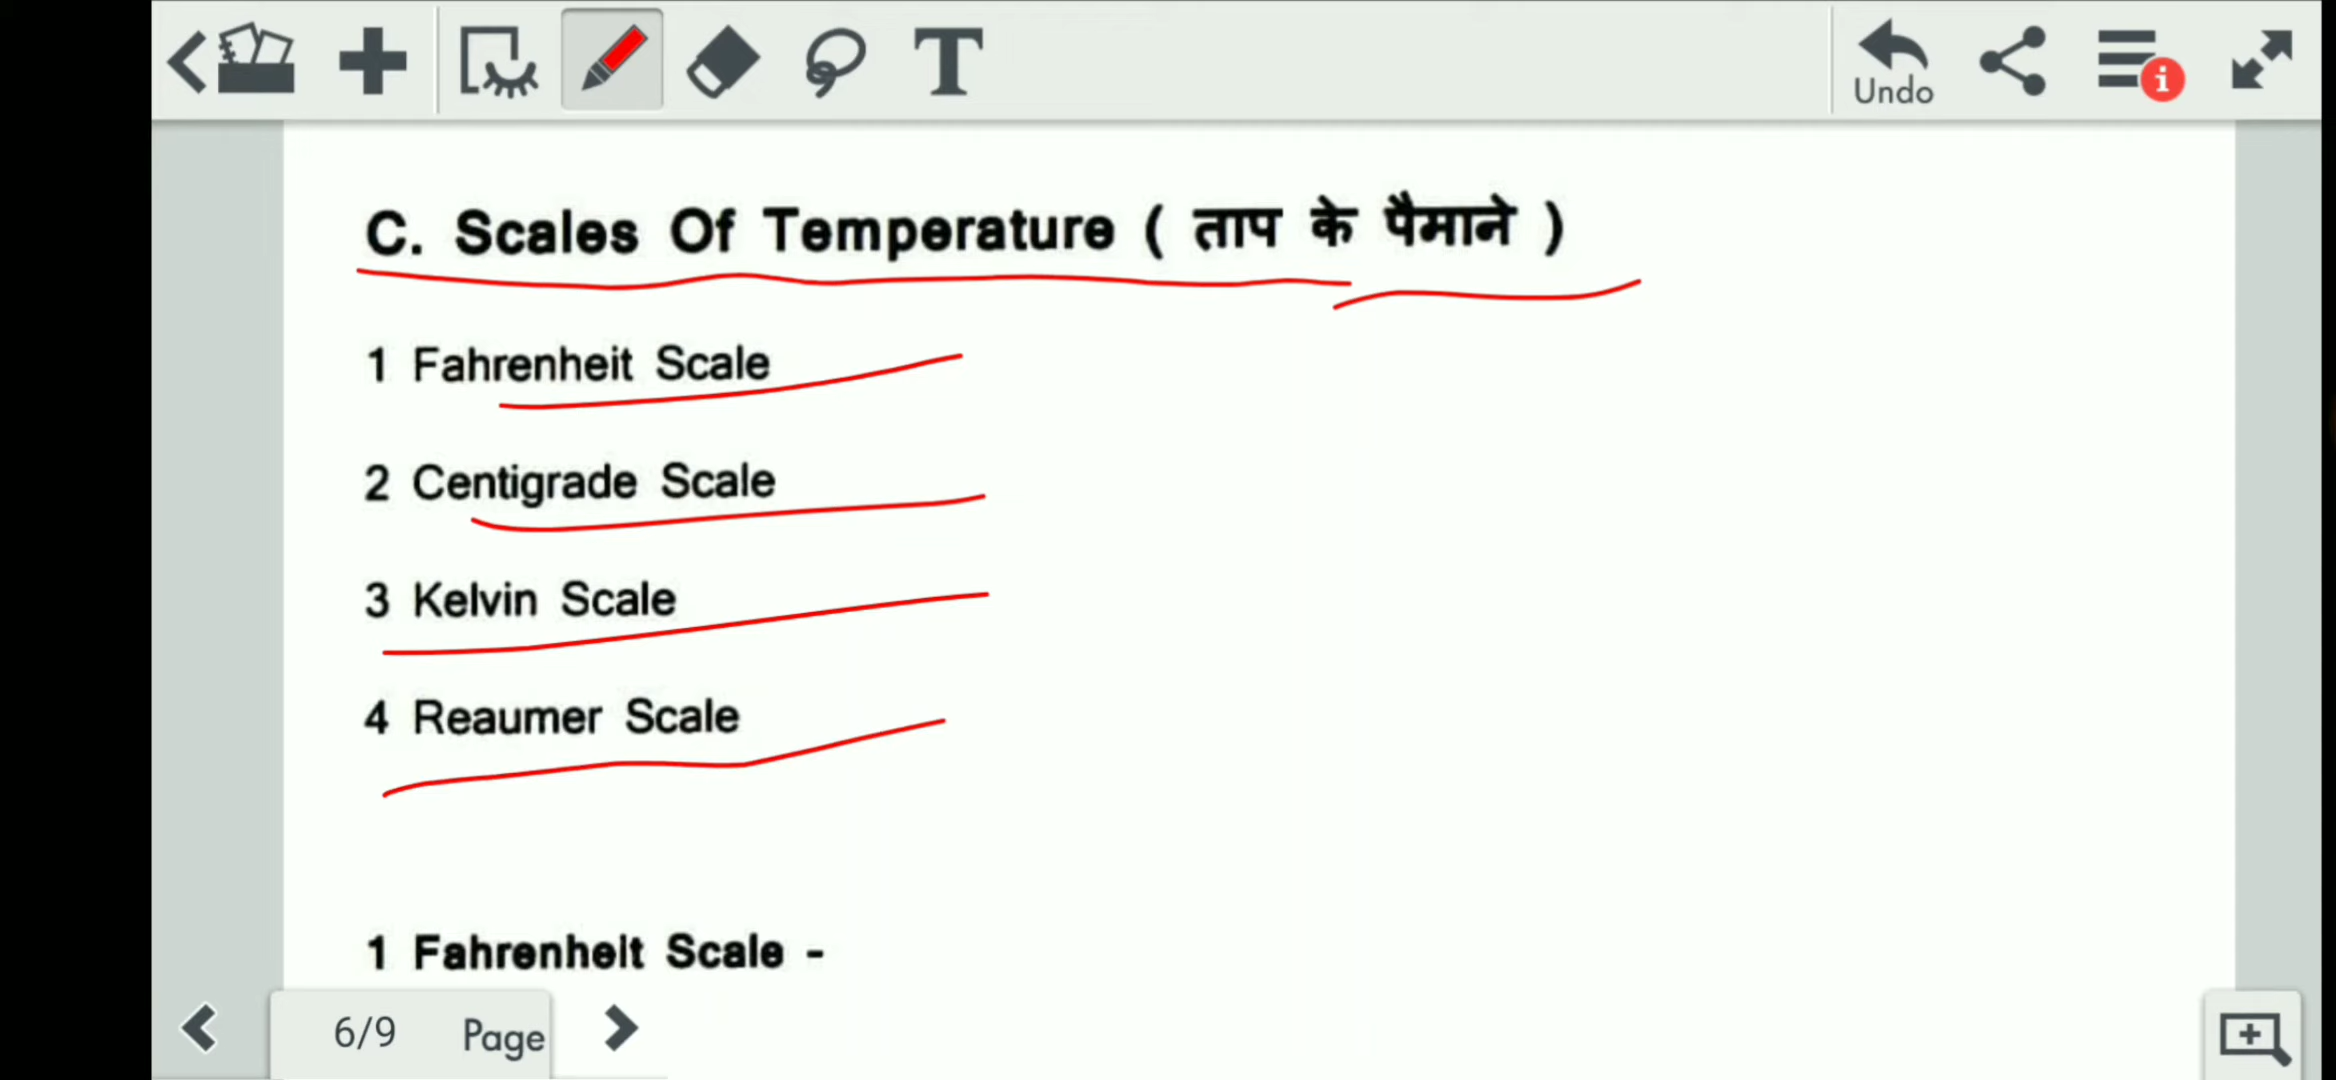 Undo
C. Scales Of Temperature ( ताप के पैमाने )
1 Fahrenheit Scale
2 Centigrade Scale
3 Kelvin Scale
4 Reaumer Scale
1 Fahrenheit Scale -
6/9 Page